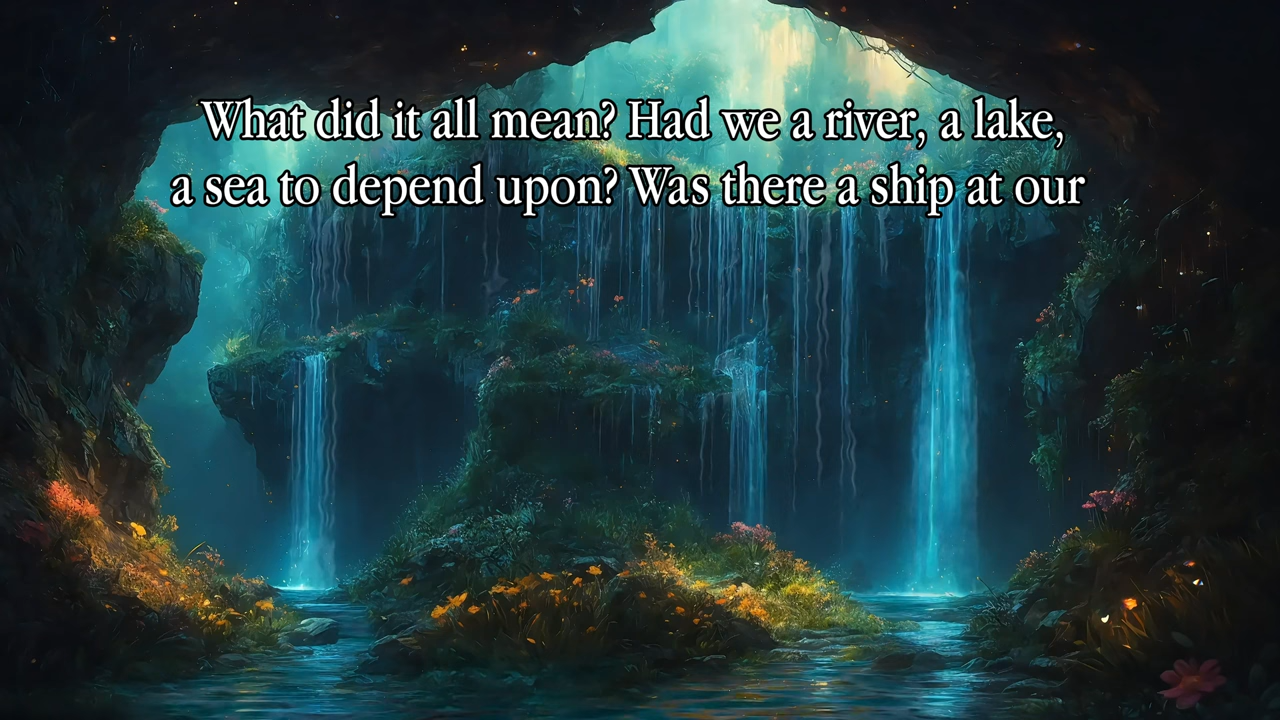 What did it all mean? Had we a river, a lake,
a sea to depend upon? Was there a ship at our